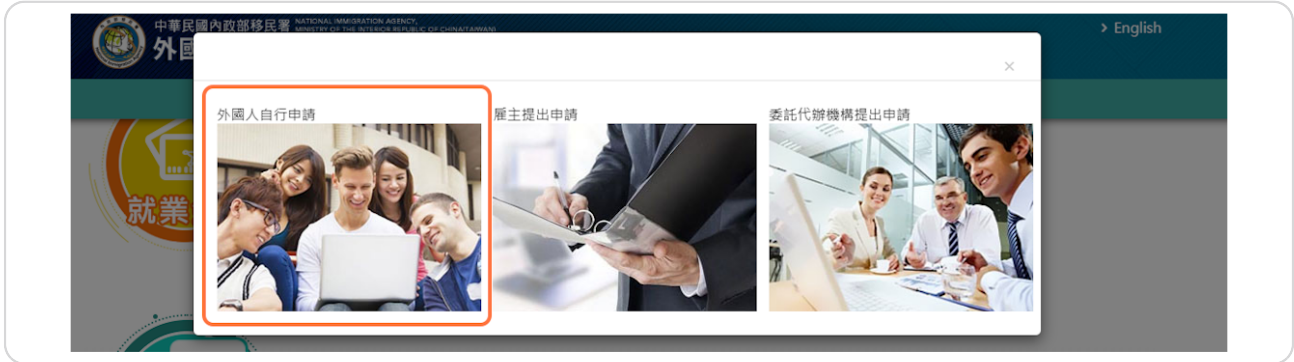 中華民國內政部移民署 NATIONAL IMMIGRATION AGENCY,
MINISTRY OF THE INTERIOR REPUBLIC OF CHINA(TAIWAN)
外國
> English
×
外國人自行申請
雇主提出申請
委託代辦機構提出申請
就業